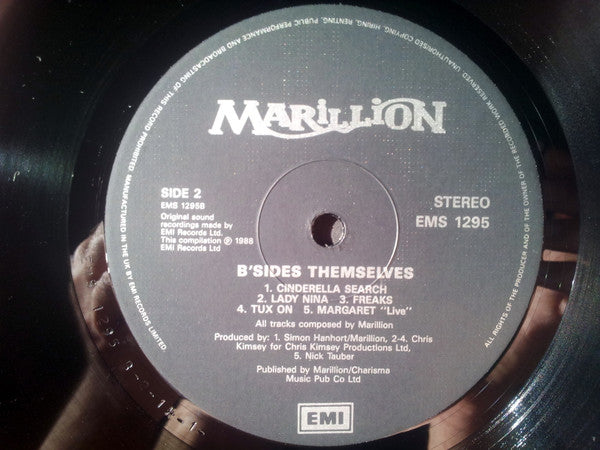 UNAUTHORISED COPYING, HIRING, RENTING, PUBLIC PERFORMANCE AND BROADCASTING OF THIS RECORD PROHIBITED. MANUFACTURED IN THE UK BY EMI RECORDS LIMITED.
ALL RIGHTS OF THE PRODUCER AND OF THE OWNER OF THE RECORDED WORK RESERVED
MARILLION
SIDE 2
EMS 1295B
Original sound
recordings made by
EMI Records Ltd.
This compilation ℗ 1988
STEREO
EMS 1295
B'SIDES THEMSELVES
1. CINDERELLA SEARCH
2. LADY NINA 3. FREAKS
4. TUX ON 5. MARGARET "Live"
All tracks composed by Marillion
Produced by: 1. Simon Hanhort/Marillion, 2-4. Chris
Kimsey for Chris Kimsey Productions Ltd,
5. Nick Tauber
Published by Marillion/Charisma
Music Pub Co Ltd
EMI